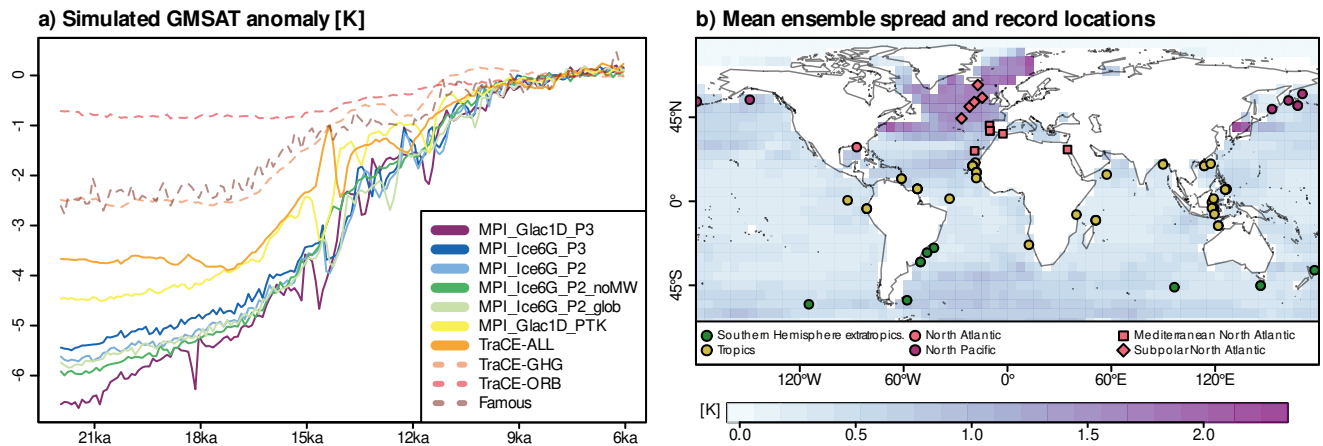 a) Simulated GMSAT anomaly [K]
0
-1
-2
-3
-4
-5
-6
MPI_Glac1D_P3
MPI_Ice6G_P3
MPI_Ice6G_P2
MPI_Ice6G_P2_noMW
MPI_Ice6G_P2_glob
MPI_Glac1D_PTK
TraCE-ALL
TraCE-GHG
TraCE-ORB
Famous
21ka 18ka 15ka 12ka 9ka 6ka
b) Mean ensemble spread and record locations
45°N
0°
45°S
Southern Hemisphere extratropics. North Atlantic Mediterranean North Atlantic
Tropics North Pacific Subpolar North Atlantic
120°W 60°W 0° 60°E 120°E
[K]
0.0 0.5 1.0 1.5 2.0